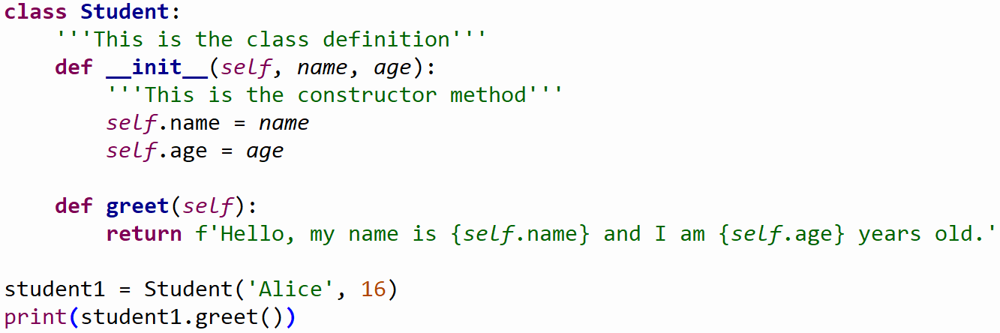 class Student:
    '''This is the class definition'''
    def __init__(self, name, age):
        '''This is the constructor method'''
        self.name = name
        self.age = age

    def greet(self):
        return f'Hello, my name is {self.name} and I am {self.age} years old.'

student1 = Student('Alice', 16)
print(student1.greet())